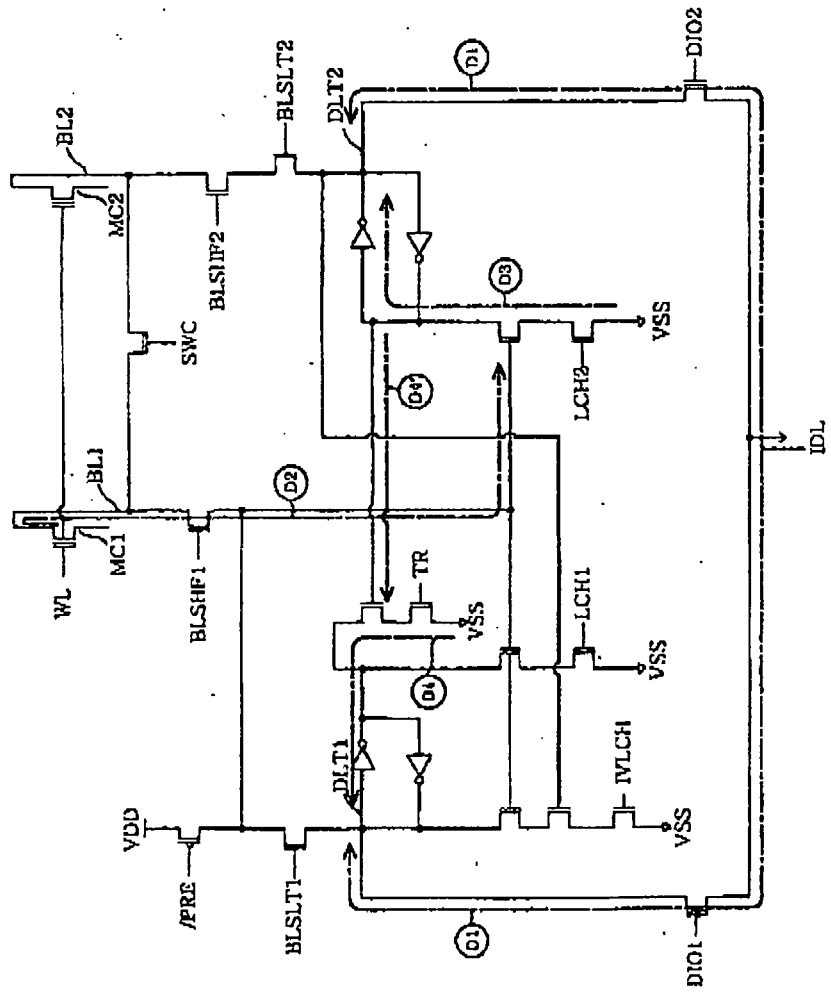 BL2
MC2
BLSHF2
BLSLT2
DLT2
D1
DIO2
SWC
D3
VSS
LCH2
D4'
BL1
D2
WL
MC1
BLSHF1
TR
VSS
D4
LCH1
VSS
IDL
VDD
/PRE
BLSLT1
DLT1
IVLCH
VSS
D1
DIO1